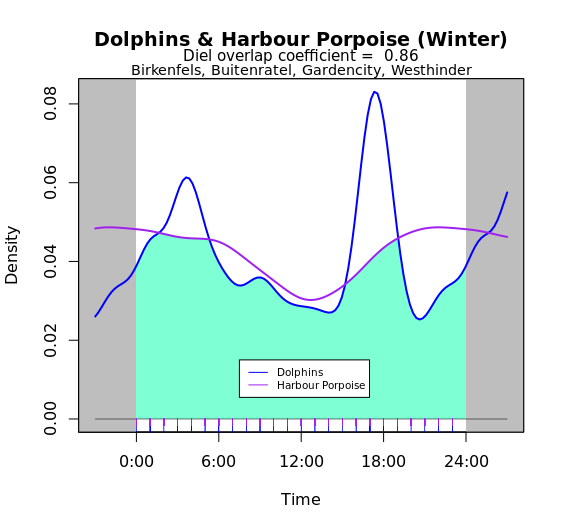 Dolphins & Harbour Porpoise (Winter)
Diel overlap coefficient =  0.86
Birkenfels, Buitenratel, Gardencity, Westhinder
Density
0.08
0.06
0.04
0.02
0.00
Dolphins
Harbour Porpoise
0:00 6:00 12:00 18:00 24:00
Time